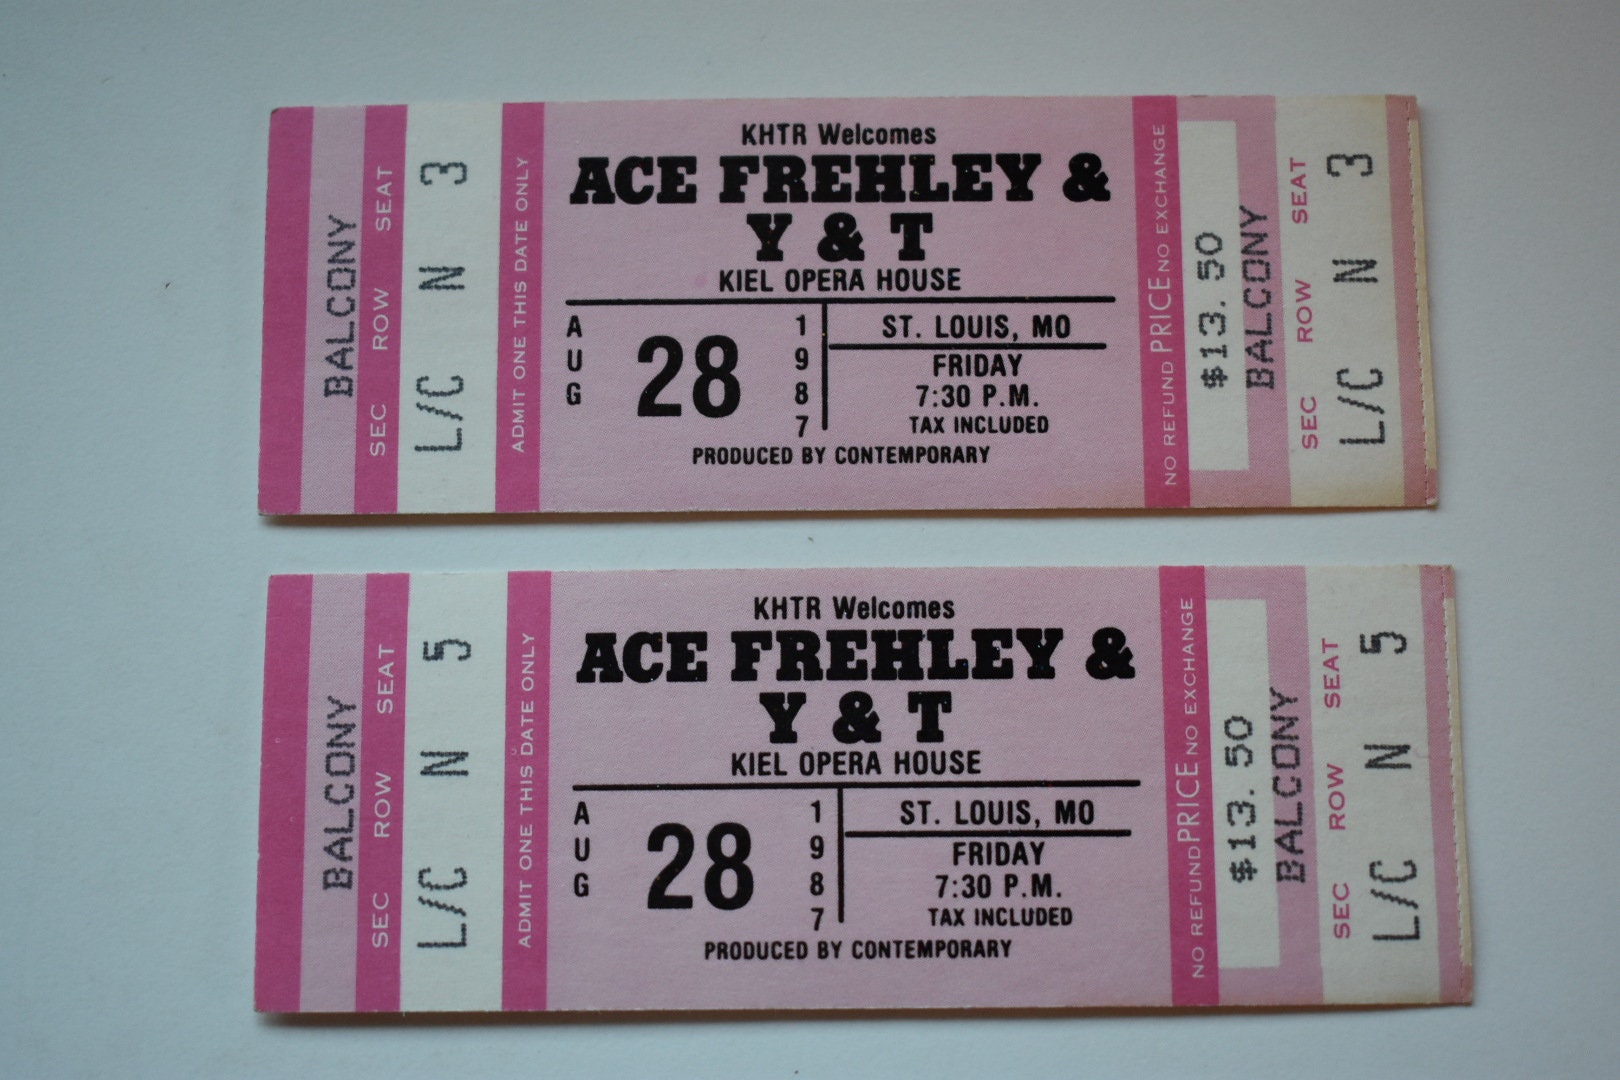 BALCONY
SEC ROW SEAT
L/C N 3
ADMIT ONE THIS DATE ONLY
KHTR Welcomes
ACE FREHLEY &
Y & T
KIEL OPERA HOUSE
AUG 28 1987
ST. LOUIS, MO
FRIDAY
7:30 P.M.
TAX INCLUDED
PRODUCED BY CONTEMPORARY
NO REFUND PRICE NO EXCHANGE
$13.50
BALCONY
SEC ROW SEAT
L/C N 3
BALCONY
SEC ROW SEAT
L/C N 5
ADMIT ONE THIS DATE ONLY
KHTR Welcomes
ACE FREHLEY &
Y & T
KIEL OPERA HOUSE
AUG 28 1987
ST. LOUIS, MO
FRIDAY
7:30 P.M.
TAX INCLUDED
PRODUCED BY CONTEMPORARY
NO REFUND PRICE NO EXCHANGE
$13.50
BALCONY
SEC ROW SEAT
L/C N 5